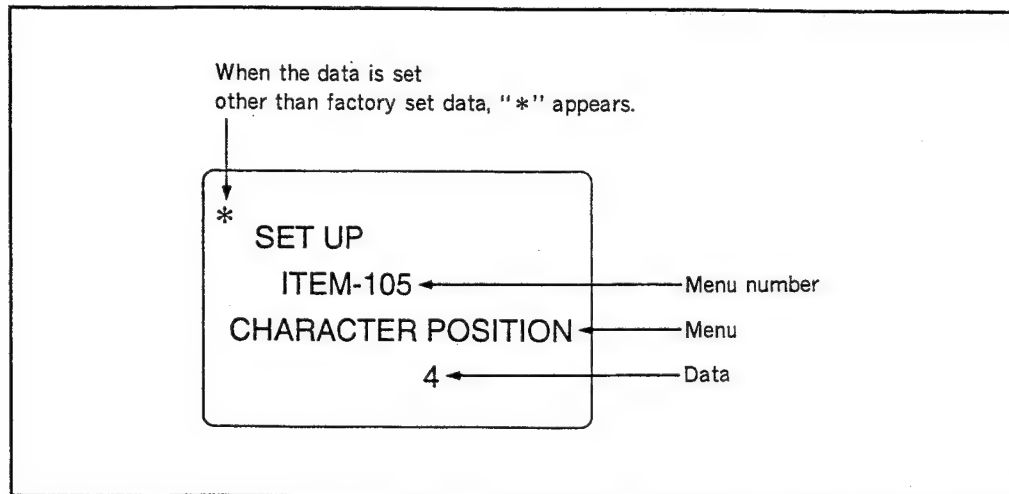 When the data is set
other than factory set data, "*" appears.
*
SET UP
ITEM-105
Menu number
CHARACTER POSITION
Menu
4
Data